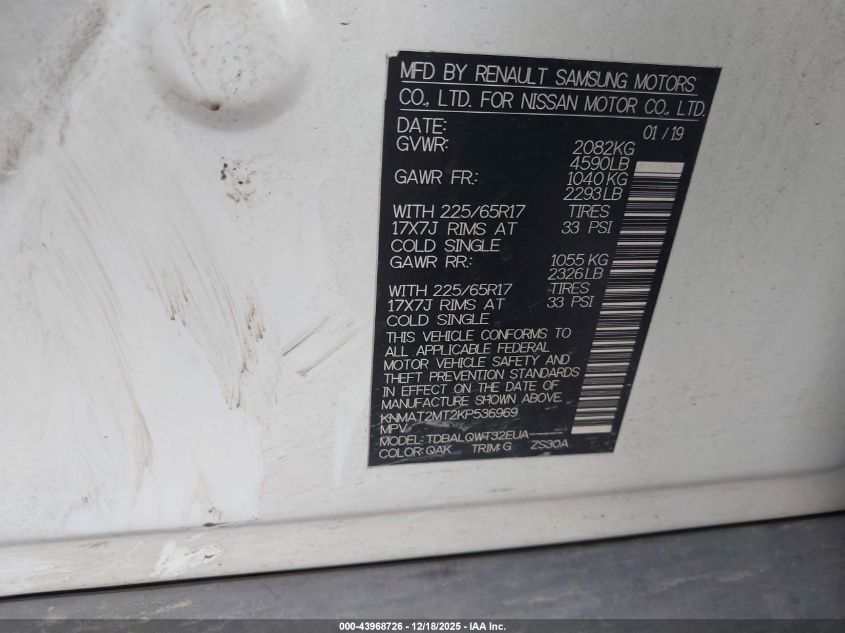 MFD BY RENAULT SAMSUNG MOTORS
CO., LTD. FOR NISSAN MOTOR CO., LTD.
DATE: 01/19
GVWR: 2082KG
4590LB
GAWR FR: 1040KG
2293LB
WITH 225/65R17 TIRES
17X7J RIMS AT 33 PSI
COLD SINGLE
GAWR RR: 1055KG
2326LB
WITH 225/65R17 TIRES
17X7J RIMS AT 33 PSI
COLD SINGLE
THIS VEHICLE CONFORMS TO
ALL APPLICABLE FEDERAL
MOTOR VEHICLE SAFETY AND
THEFT PREVENTION STANDARDS
IN EFFECT ON THE DATE OF
MANUFACTURE SHOWN ABOVE.
KNMAT2MT2KP536969
MPV
MODEL: TDBALQWT32EUA------
COLOR: QAK TRIM:G ZS30A
000-43968726 - 12/18/2025 - IAA Inc.